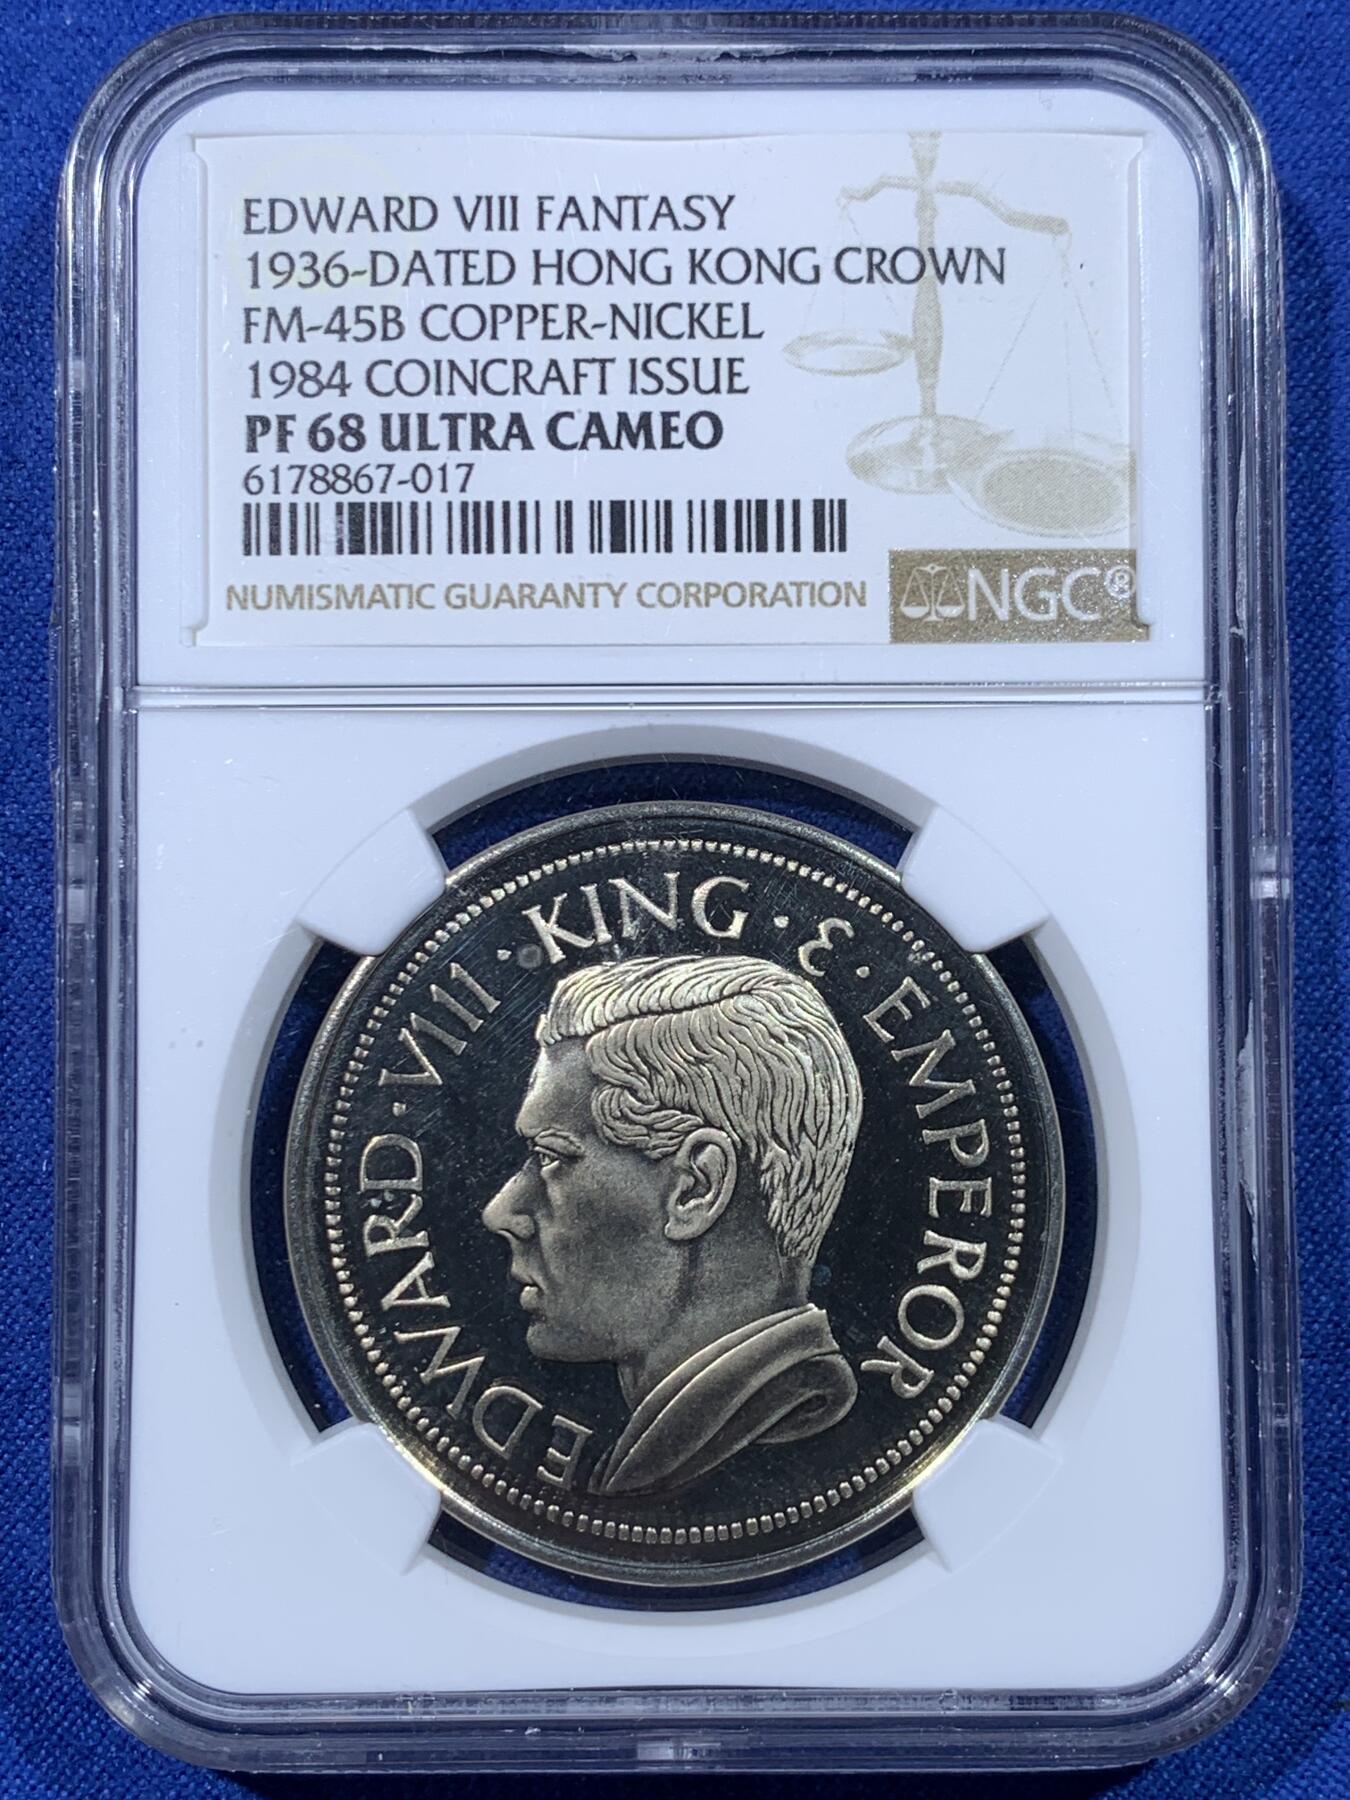 EDWARD VIII FANTASY
1936-DATED HONG KONG CROWN
FM-45B COPPER-NICKEL
1984 COINCRAFT ISSUE
PF 68 ULTRA CAMEO
6178867-017
NUMISMATIC GUARANTY CORPORATION
NGC®
EDWARD · VIII · KING · & · EMPEROR